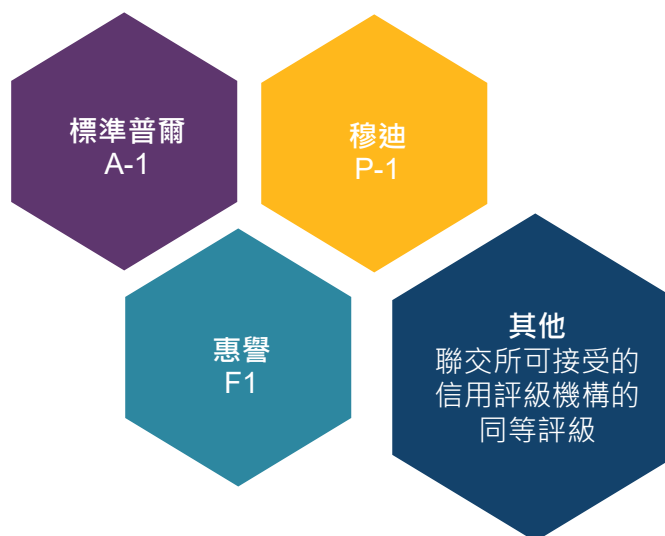 標準普爾
A-1
穆迪
P-1
惠譽
F1
其他
聯交所可接受的
信用評級機構的
同等評級